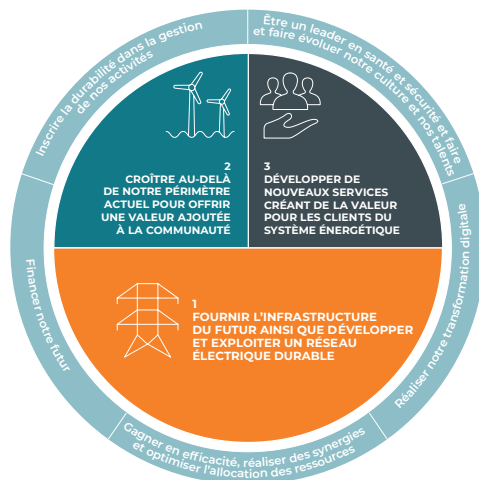 Inscrire la durabilité dans la gestion
de nos activités
Être un leader en santé et sécurité et faire
et faire évoluer notre culture et nos talents
2
CROÎTRE AU-DELÀ
DE NOTRE PÉRIMÈTRE
ACTUEL POUR OFFRIR
UNE VALEUR AJOUTÉE
À LA COMMUNAUTÉ
3
DÉVELOPPER DE
NOUVEAUX SERVICES
CRÉANT DE LA VALEUR
POUR LES CLIENTS DU
SYSTÈME ÉNERGÉTIQUE
Financer notre futur
Réaliser notre transformation digitale
1
FOURNIR L’INFRASTRUCTURE
DU FUTUR AINSI QUE DÉVELOPPER
ET EXPLOITER UN RÉSEAU
ÉLECTRIQUE DURABLE
Gagner en efficacité, réaliser des synergies
et optimiser l’allocation des ressources